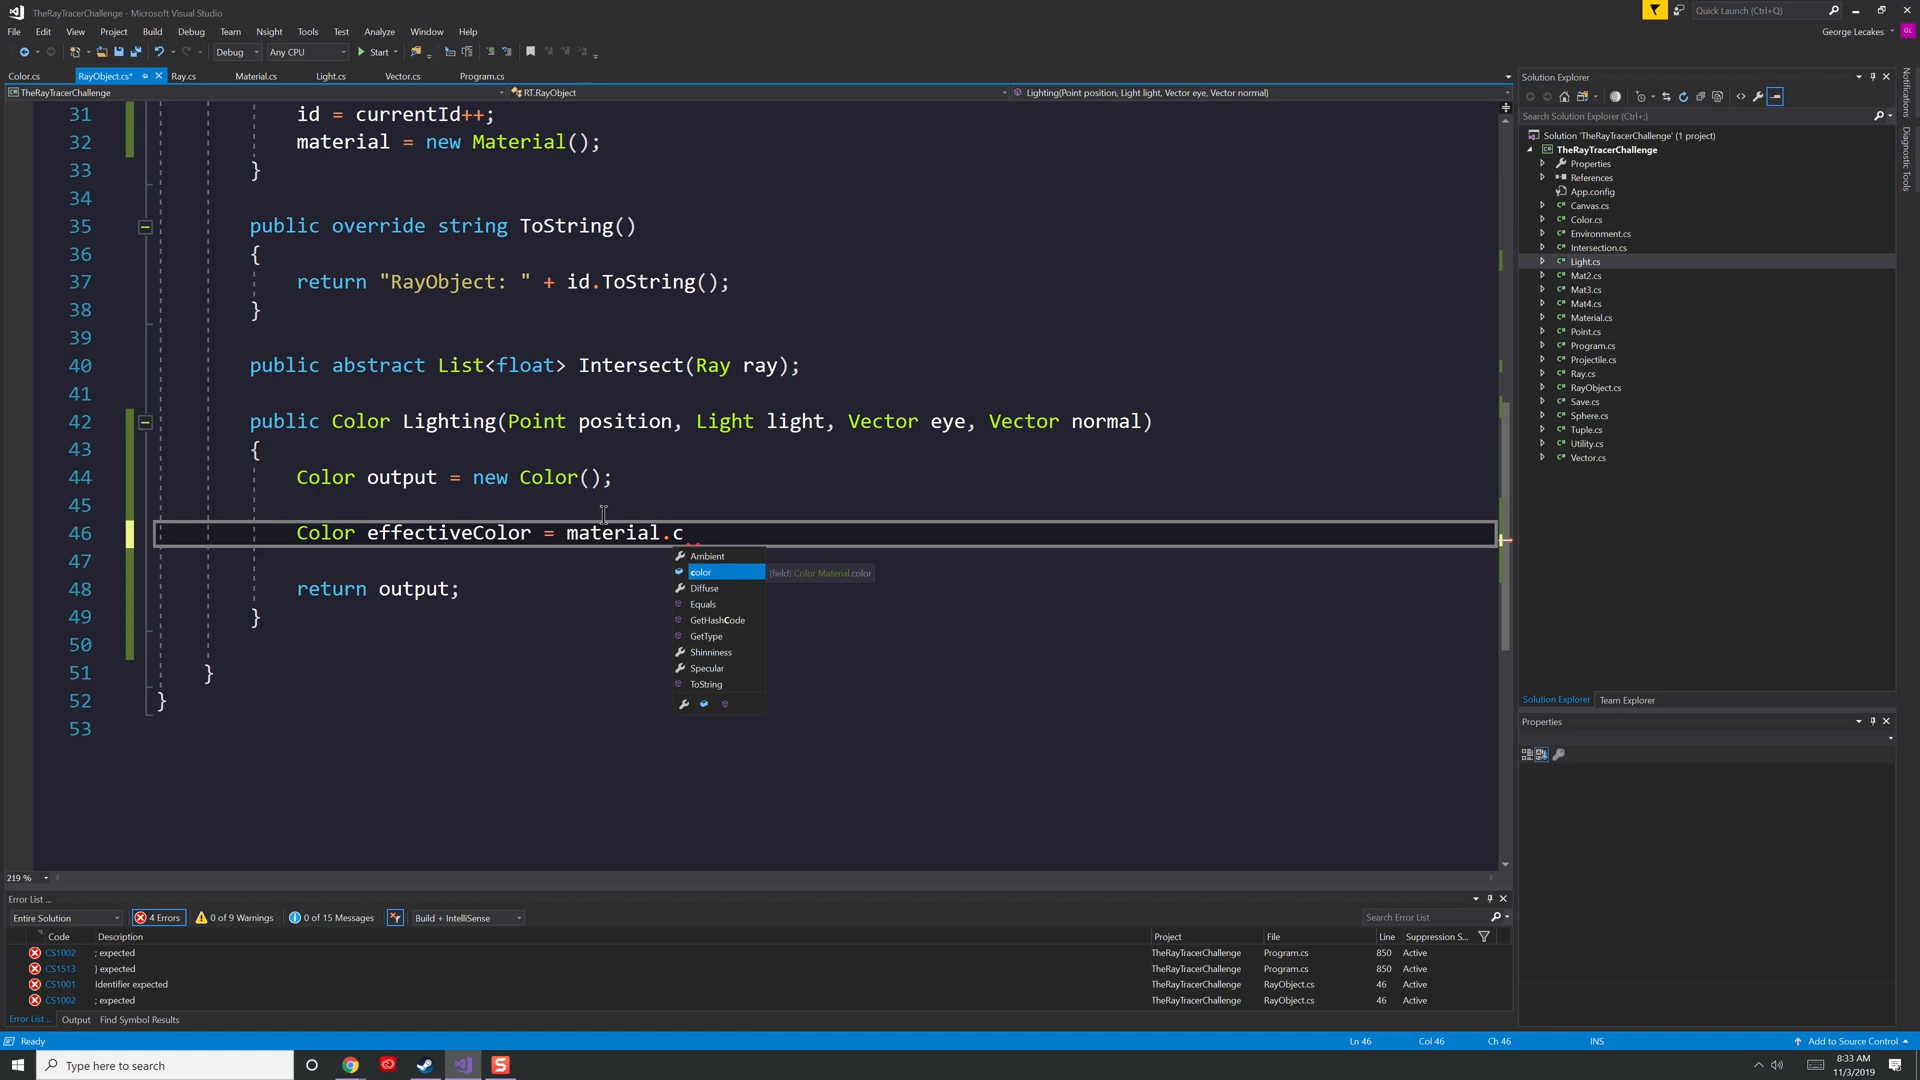 TheRayTracerChallenge - Microsoft Visual Studio
Quick Launch (Ctrl+Q)
File Edit View Project Build Debug Team Nsight Tools Test Analyze Window Help
George Lecakes GL
Debug Any CPU Start
Color.cs RayObject.cs* Ray.cs Material.cs Light.cs Vector.cs Program.cs
TheRayTracerChallenge RT.RayObject Lighting(Point position, Light light, Vector eye, Vector normal)
31 id = currentId++;
32 material = new Material();
33 }
34
35 public override string ToString()
36 {
37 return "RayObject: " + id.ToString();
38 }
39
40 public abstract List<float> Intersect(Ray ray);
41
42 public Color Lighting(Point position, Light light, Vector eye, Vector normal)
43 {
44 Color output = new Color();
45
46 Color effectiveColor = material.c
47
48 return output;
49 }
50
51 }
52 }
53
Ambient
color (field) Color Material.color
Diffuse
Equals
GetHashCode
GetType
Shinniness
Specular
ToString
219 %
Solution Explorer
Search Solution Explorer (Ctrl+;)
Solution 'TheRayTracerChallenge' (1 project)
TheRayTracerChallenge
Properties
References
App.config
C# Canvas.cs
C# Color.cs
C# Environment.cs
C# Intersection.cs
C# Light.cs
C# Mat2.cs
C# Mat3.cs
C# Mat4.cs
C# Material.cs
C# Point.cs
C# Program.cs
C# Projectile.cs
C# Ray.cs
C# RayObject.cs
C# Save.cs
C# Sphere.cs
C# Tuple.cs
C# Utility.cs
C# Vector.cs
Solution Explorer Team Explorer
Properties
Notifications
Diagnostic Tools
Error List ...
Entire Solution 4 Errors 0 of 9 Warnings 0 of 15 Messages Build + IntelliSense Search Error List
Code Description Project File Line Suppression S...
CS1002 ; expected TheRayTracerChallenge Program.cs 850 Active
CS1513 } expected TheRayTracerChallenge Program.cs 850 Active
CS1001 Identifier expected TheRayTracerChallenge RayObject.cs 46 Active
CS1002 ; expected TheRayTracerChallenge RayObject.cs 46 Active
Error List ... Output Find Symbol Results
Ready Ln 46 Col 46 Ch 46 INS Add to Source Control
Type here to search
8:33 AM
11/3/2019